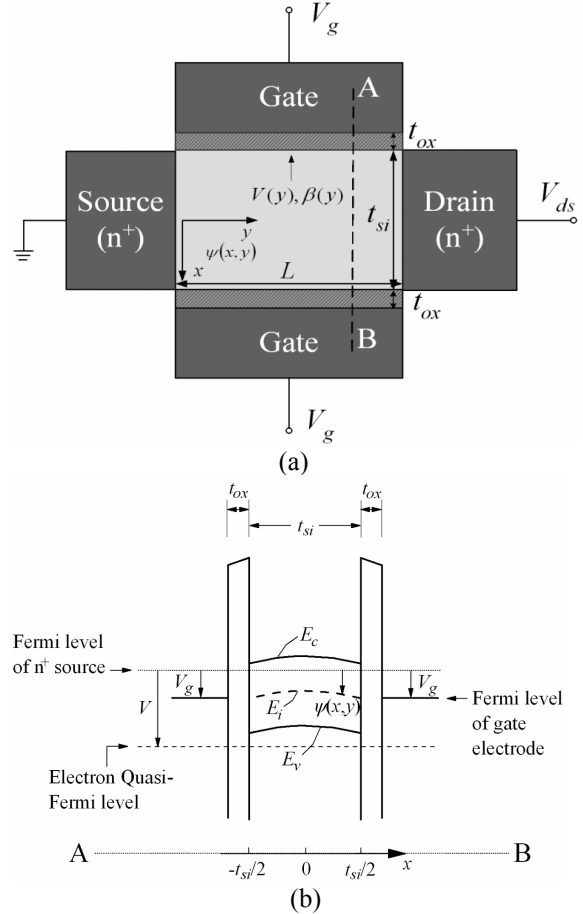 V_g
Gate
A
t_ox
Source
(n⁺)
V(y), β(y)
t_si
Drain
(n⁺)
V_ds
y
ψ(x, y)
x
L
t_ox
Gate
B
V_g
(a)
t_ox
t_ox
t_si
E_c
Fermi level
of n⁺ source
V_g
V_g
V
E_i
ψ(x,y)
Fermi level
of gate
electrode
E_v
Electron Quasi-
Fermi level
A
B
-t_si/2
0
t_si/2
x
(b)